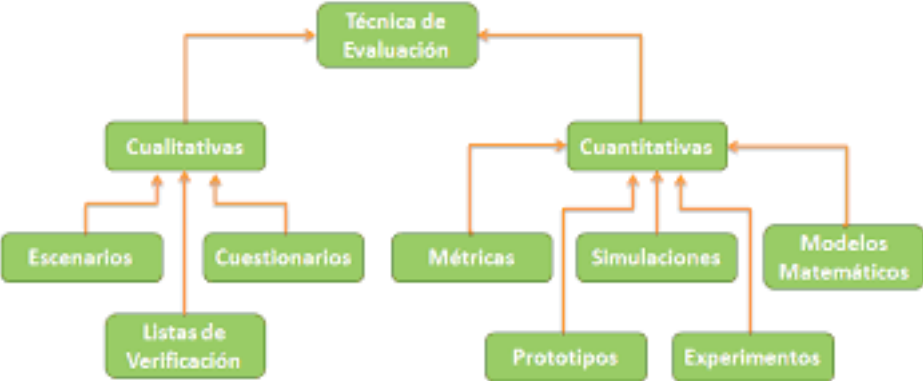 Técnica de
Evaluación
Cualitativas
Cuantitativas
Escenarios
Cuestionarios
Métricas
Simulaciones
Modelos
Matemáticos
Listas de
Verificación
Prototipos
Experimentos